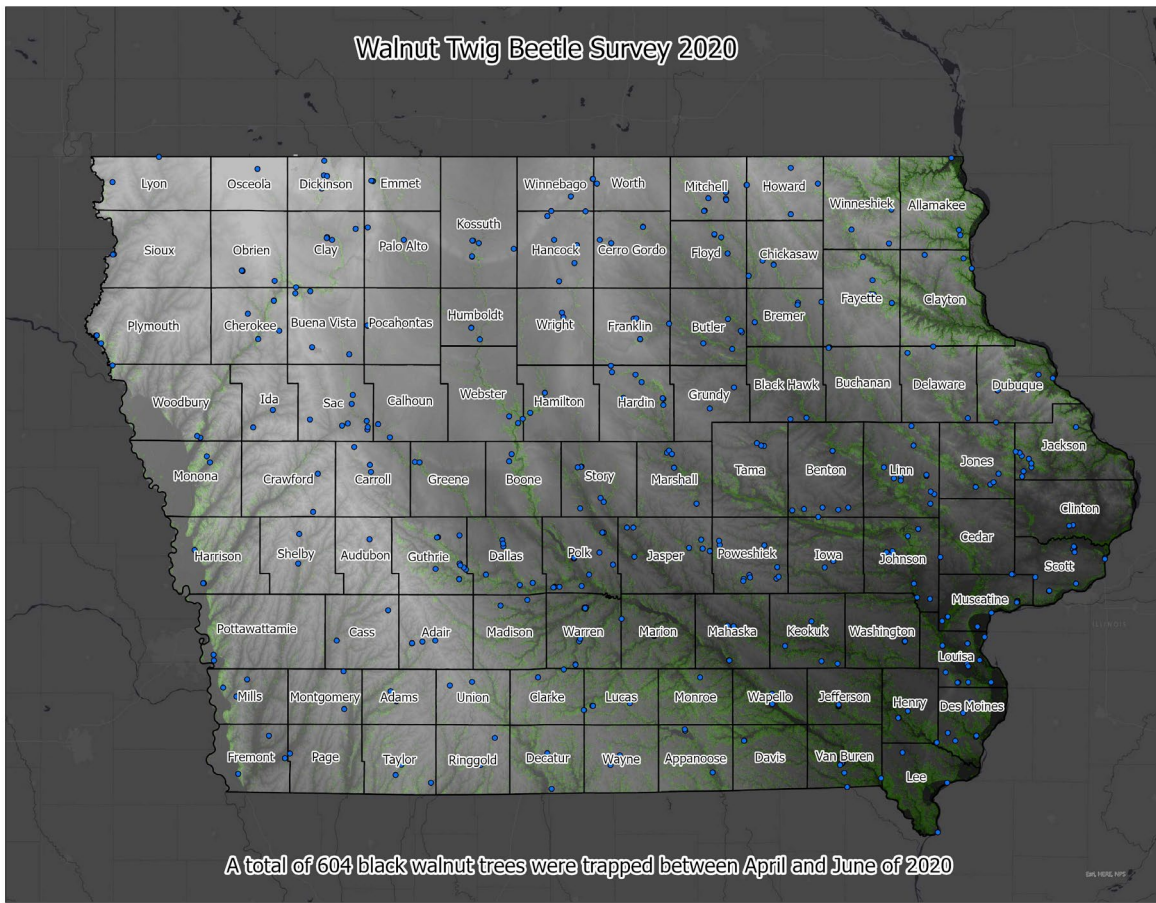 Walnut Twig Beetle Survey 2020
Lyon Osceola Dickinson Emmet Winnebago Worth Mitchell Howard
Winneshiek Allamakee
Kossuth
Sioux Obrien Clay Palo Alto Hancock Cerro Gordo Floyd Chickasaw
Fayette Clayton
Plymouth Cherokee Buena Vista Pocahontas Humboldt Wright Franklin Butler Bremer
Woodbury Ida Sac Calhoun Webster Hamilton Hardin Grundy Black Hawk Buchanan Delaware Dubuque
Monona Crawford Carroll Greene Boone Story Marshall Tama Benton Linn Jones Jackson
Clinton
Harrison Shelby Audubon Guthrie Dallas Polk Jasper Poweshiek Iowa Johnson Cedar Scott
Muscatine
ILLINOIS
Pottawattamie Cass Adair Madison Warren Marion Mahaska Keokuk Washington
Louisa
Mills Montgomery Adams Union Clarke Lucas Monroe Wapello Jefferson Henry Des Moines
Fremont Page Taylor Ringgold Decatur Wayne Appanoose Davis Van Buren
Lee
A total of 604 black walnut trees were trapped between April and June of 2020
Esri, HERE, NPS